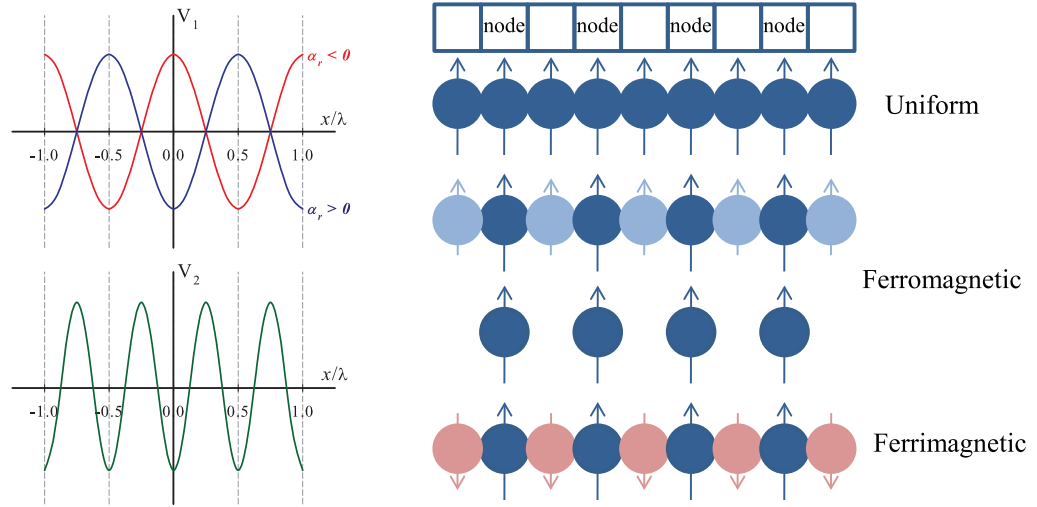 V1
αr < 0
x/λ
-1.0 -0.5 0.0 0.5 1.0
αr > 0
V2
x/λ
-1.0 -0.5 0.0 0.5 1.0
node node node node
Uniform
Ferromagnetic
Ferrimagnetic